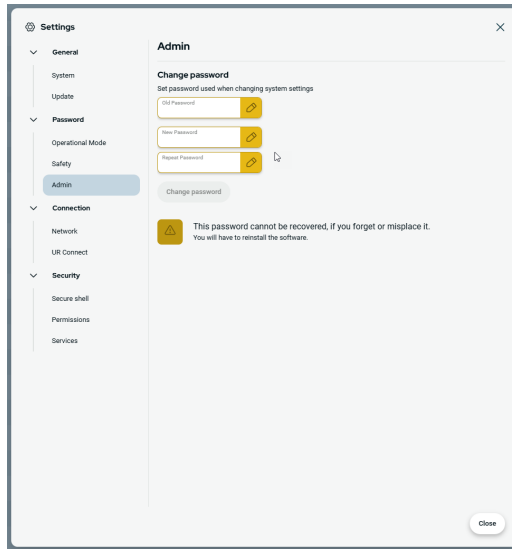 Settings
General
System
Update
Password
Operational Mode
Safety
Admin
Connection
Network
UR Connect
Security
Secure shell
Permissions
Services
Admin
Change password
Set password used when changing system settings
Old Password
New Password
Repeat Password
Change password
This password cannot be recovered, if you forget or misplace it.
You will have to reinstall the software.
Close